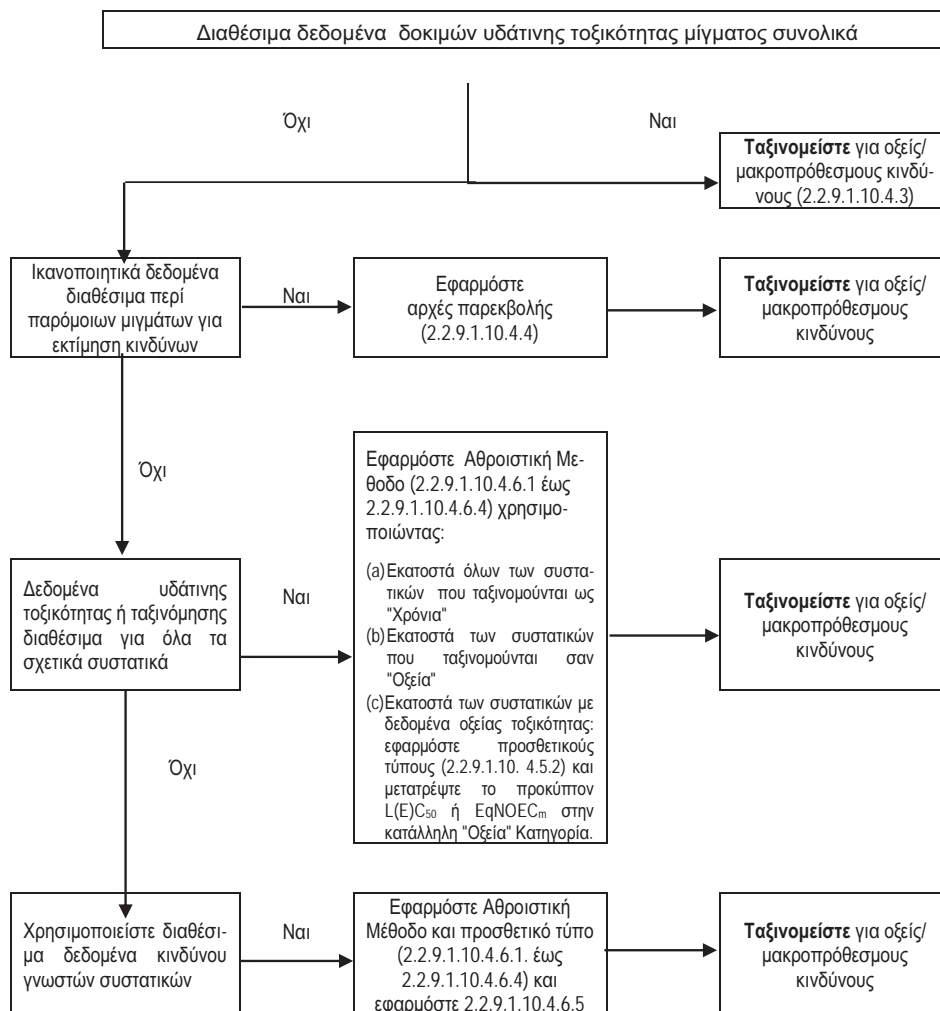 Διαθέσιμα δεδομένα δοκιμών υδάτινης τοξικότητας μίγματος συνολικά
Όχι
Ναι
Ταξινομείστε για οξείς/
μακροπρόθεσμους κινδύ-
νους (2.2.9.1.10.4.3)
Ικανοποιητικά δεδομένα
διαθέσιμα περί
παρόμοιων μιγμάτων για
εκτίμηση κινδύνων
Ναι
Εφαρμόστε
αρχές παρεκβολής
(2.2.9.1.10.4.4)
Ταξινομείστε για οξείς/
μακροπρόθεσμους
κινδύνους
Όχι
Εφαρμόστε Αθροιστική Με-
θοδο (2.2.9.1.10.4.6.1 έως
2.2.9.1.10.4.6.4) χρησιμο-
ποιώντας:
(a) Εκατοστά όλων των συστα-
τικών που ταξινομούνται ως
"Χρόνια"
(b) Εκατοστά των συστατικών
που ταξινομούνται σαν
"Οξεία"
(c) Εκατοστά των συστατικών με
δεδομένα οξείας τοξικότητας:
εφαρμόστε προσθετικούς
τύπους (2.2.9.1.10. 4.5.2) και
μετατρέψτε το προκύπτον
L(E)C50 ή EqNOECm στην
κατάλληλη "Οξεία" Κατηγορία.
Δεδομένα υδάτινης
τοξικότητας ή ταξινόμησης
διαθέσιμα για όλα τα
σχετικά συστατικά
Ναι
Ταξινομείστε για οξείς/
μακροπρόθεσμους
κινδύνους
Όχι
Χρησιμοποιείστε διαθέσι-
μα δεδομένα κινδύνου
γνωστών συστατικών
Ναι
Εφαρμόστε Αθροιστική
Μέθοδο και προσθετικό τύπο
(2.2.9.1.10.4.6.1. έως
2.2.9.1.10.4.6.4) και
εφαρμόστε 2.2.9.1.10.4.6.5
Ταξινομείστε για οξείς/
μακροπρόθεσμους
κινδύνους